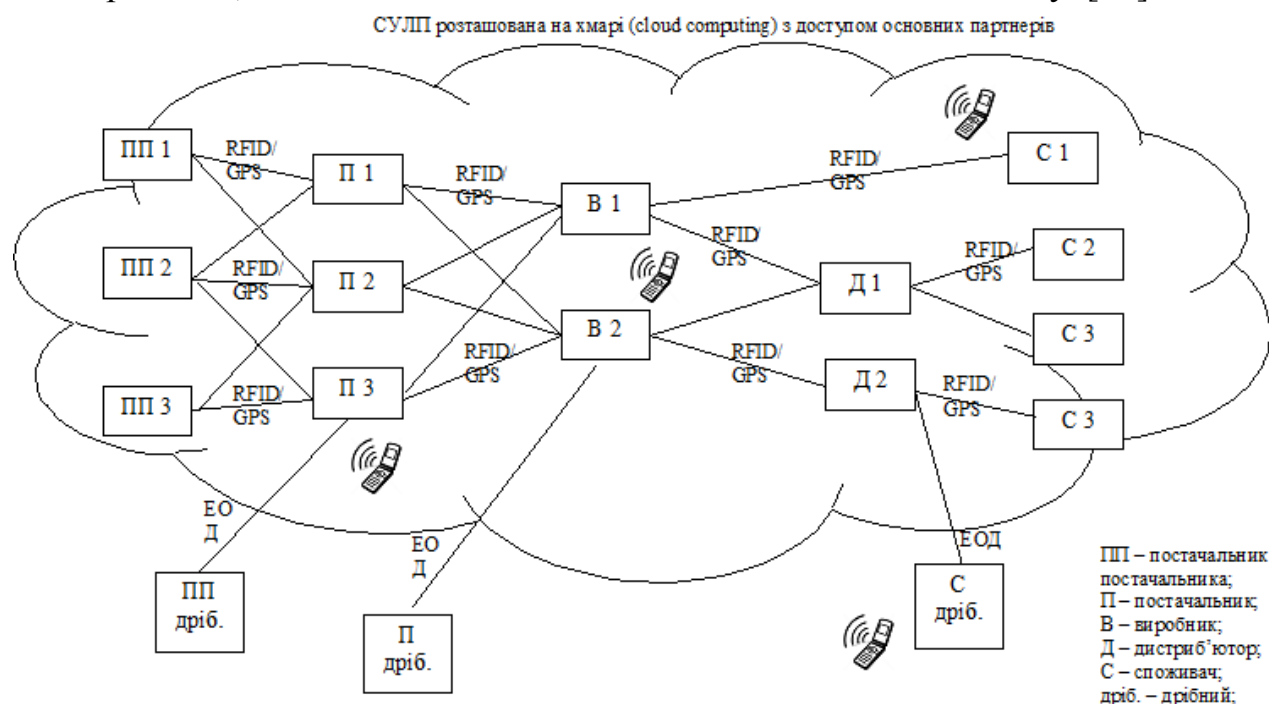 СУЛП розташована на хмарі (cloud computing) з доступом основних партнерів
ПП 1
RFID/
GPS
П 1
RFID/
GPS
В 1
RFID/
GPS
С 1
ПП 2
RFID/
GPS
П 2
RFID/
GPS
Д 1
RFID/
GPS
С 2
В 2
С 3
ПП 3
RFID/
GPS
П 3
RFID/
GPS
RFID/
GPS
Д 2
RFID/
GPS
С 3
ЕО
Д
ЕО
Д
ЕОД
ПП
дріб.
П
дріб.
С
дріб.
ПП – постачальник
постачальника;
П – постачальник;
В – виробник;
Д – дистриб’ютор;
С – споживач;
дріб. – дрібний;